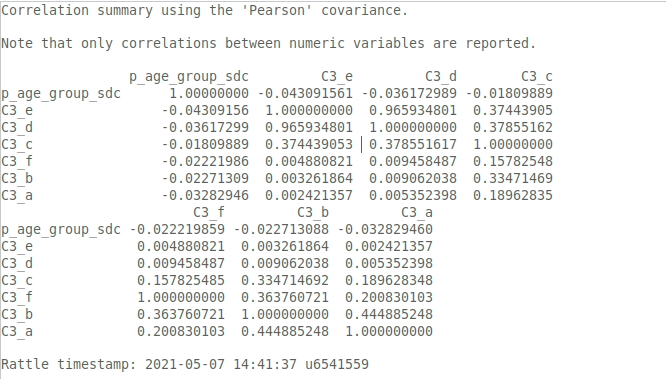 Correlation summary using the 'Pearson' covariance.

Note that only correlations between numeric variables are reported.

                p_age_group_sdc         C3_e         C3_d        C3_c
p_age_group_sdc      1.00000000 -0.043091561 -0.036172989 -0.01809889
C3_e                -0.04309156  1.000000000  0.965934801  0.37443905
C3_d                -0.03617299  0.965934801  1.000000000  0.37855162
C3_c                -0.01809889  0.374439053  0.378551617  1.00000000
C3_f                -0.02221986  0.004880821  0.009458487  0.15782548
C3_b                -0.02271309  0.003261864  0.009062038  0.33471469
C3_a                -0.03282946  0.002421357  0.005352398  0.18962835
                        C3_f         C3_b         C3_a
p_age_group_sdc -0.022219859 -0.022713088 -0.032829460
C3_e             0.004880821  0.003261864  0.002421357
C3_d             0.009458487  0.009062038  0.005352398
C3_c             0.157825485  0.334714692  0.189628348
C3_f             1.000000000  0.363760721  0.200830103
C3_b             0.363760721  1.000000000  0.444885248
C3_a             0.200830103  0.444885248  1.000000000

Rattle timestamp: 2021-05-07 14:41:37 u6541559